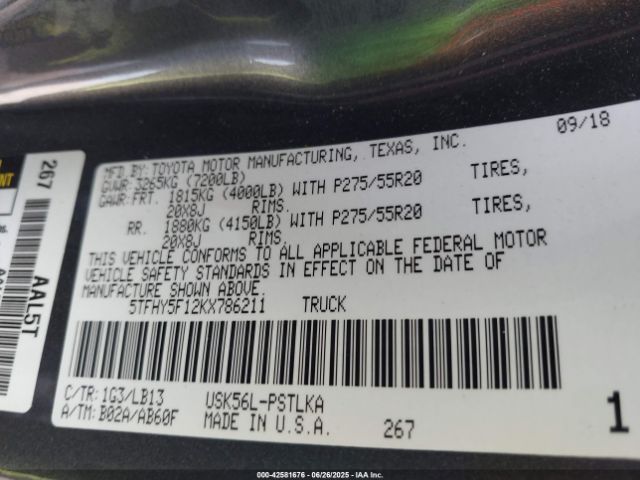 09/18
MFD.BY:TOYOTA MOTOR MANUFACTURING, TEXAS, INC.
GVWR: 3265KG (7200LB)
GAWR:FRT. 1815KG (4000LB) WITH P275/55R20 TIRES,
20X8J RIMS.
RR. 1880KG (4150LB) WITH P275/55R20 TIRES,
20X8J RIMS
THIS VEHICLE CONFORMS TO ALL APPLICABLE FEDERAL MOTOR
VEHICLE SAFETY STANDARDS IN EFFECT ON THE DATE OF
MANUFACTURE SHOWN ABOVE.
5TFHY5F12KX786211 TRUCK
C/TR:1G3/LB13 USK56L-PSTLKA
A/TM:B02A/AB60F MADE IN U.S.A. 267 1
267
AAL5T
000-42581676 | 06/26/2025 | IAAI.com